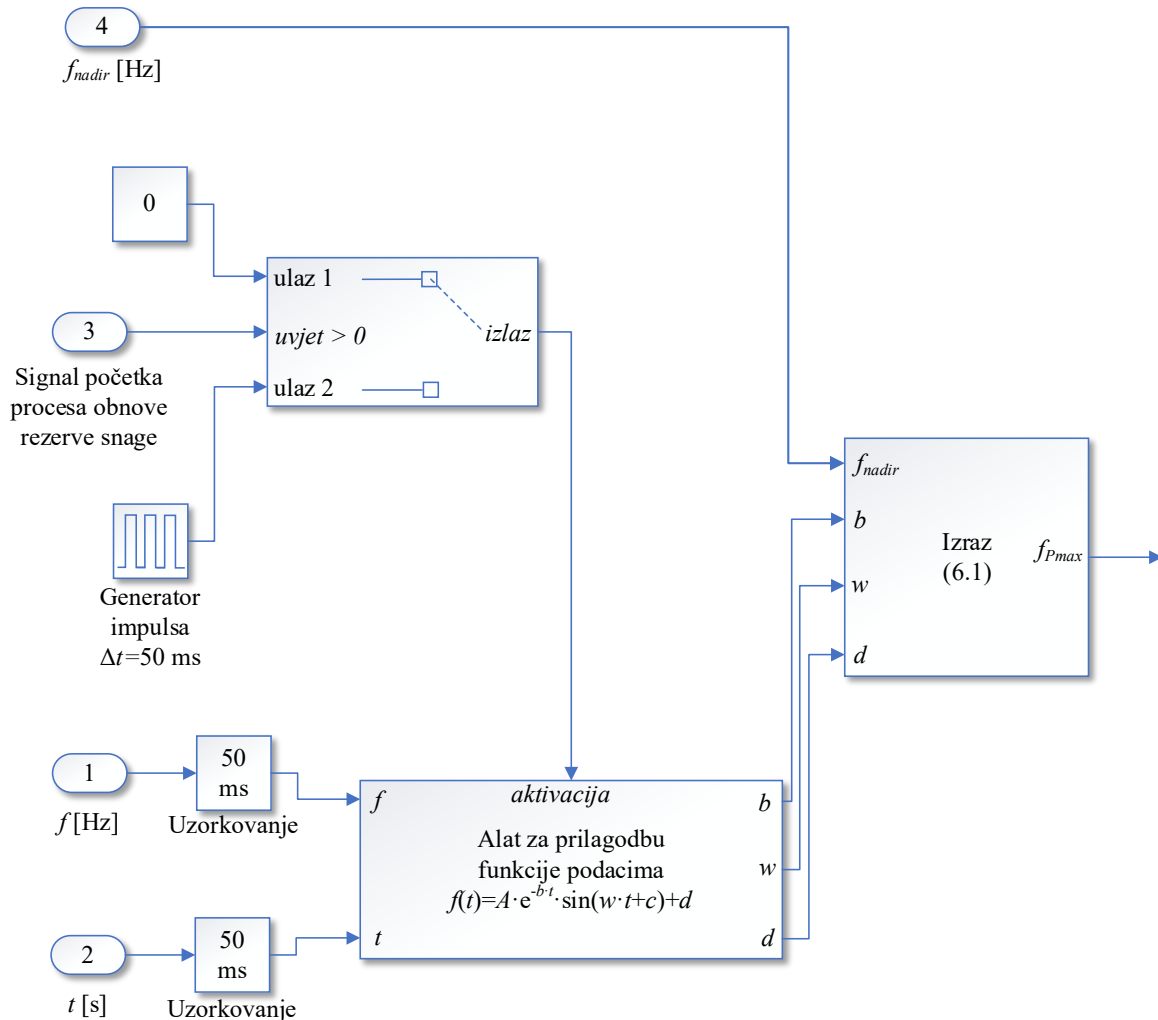 4
f_nadir [Hz]
0
ulaz 1
3
uvjet > 0
izlaz
Signal početka
procesa obnove
rezerve snage
ulaz 2
f_nadir
b
Izraz
(6.1)
f_Pmax
w
d
Generator
impulsa
Δt=50 ms
1
f [Hz]
50
ms
Uzorkovanje
aktivacija
f
b
Alat za prilagodbu
funkcije podacima
f(t)=A·e^-b·t·sin(w·t+c)+d
w
t
d
2
t [s]
50
ms
Uzorkovanje